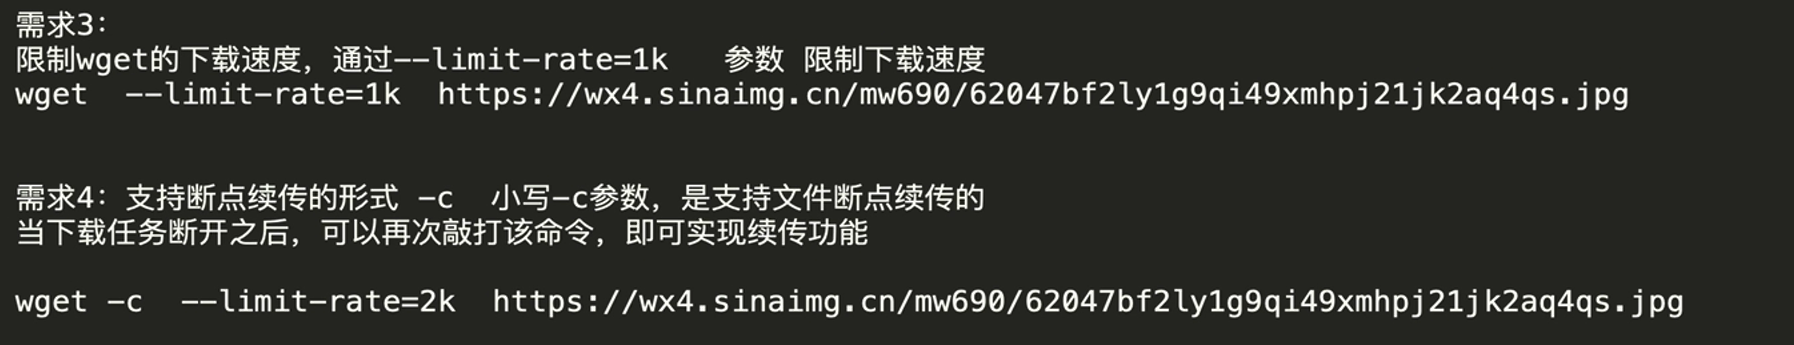 需求3：
限制wget的下载速度，通过--limit-rate=1k   参数 限制下载速度
wget  --limit-rate=1k  https://wx4.sinaimg.cn/mw690/62047bf2ly1g9qi49xmhpj21jk2aq4qs.jpg
需求4：支持断点续传的形式 -c  小写-c参数，是支持文件断点续传的
当下载任务断开之后，可以再次敲打该命令，即可实现续传功能
wget -c  --limit-rate=2k  https://wx4.sinaimg.cn/mw690/62047bf2ly1g9qi49xmhpj21jk2aq4qs.jpg